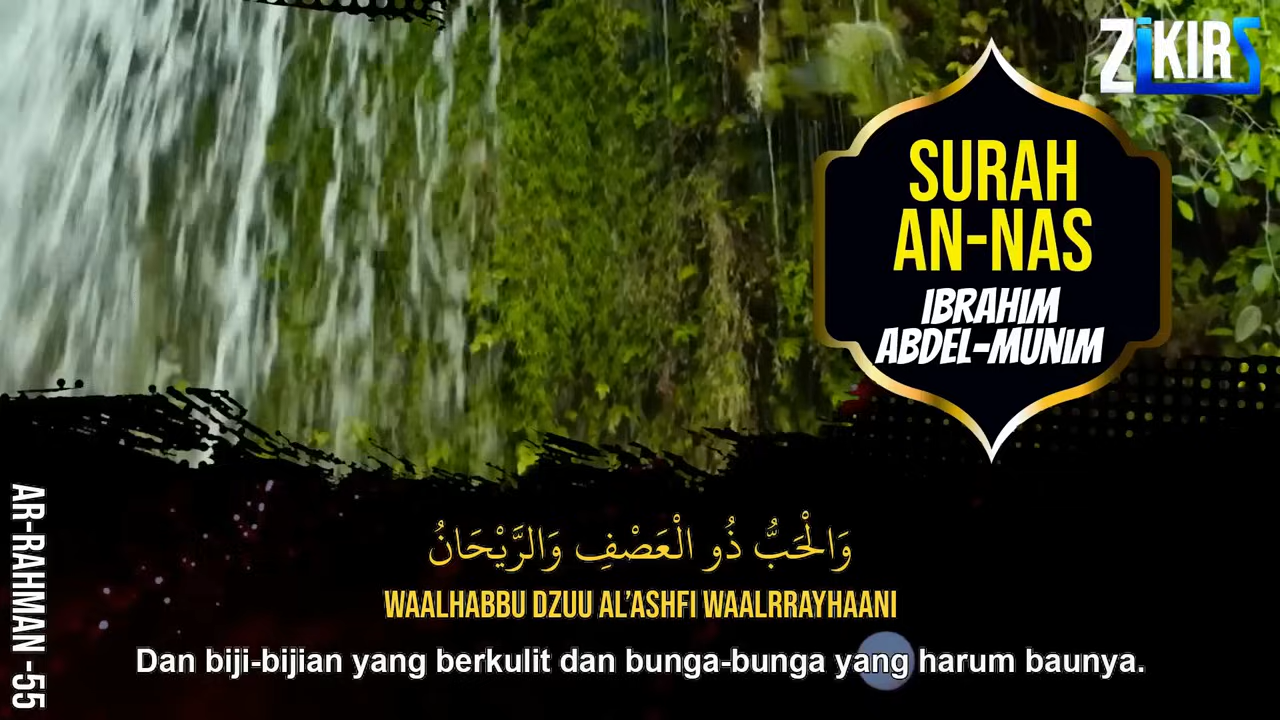 ZIKIRS
SURAH
AN-NAS
IBRAHIM
ABDEL-MUNIM
AR-RAHMAN -55
وَالْحَبُّ ذُو الْعَصْفِ وَالرَّيْحَانُ
WAALHABBU DZUU AL'ASHFI WAALRRAYHAANI
Dan biji-bijian yang berkulit dan bunga-bunga yang harum baunya.